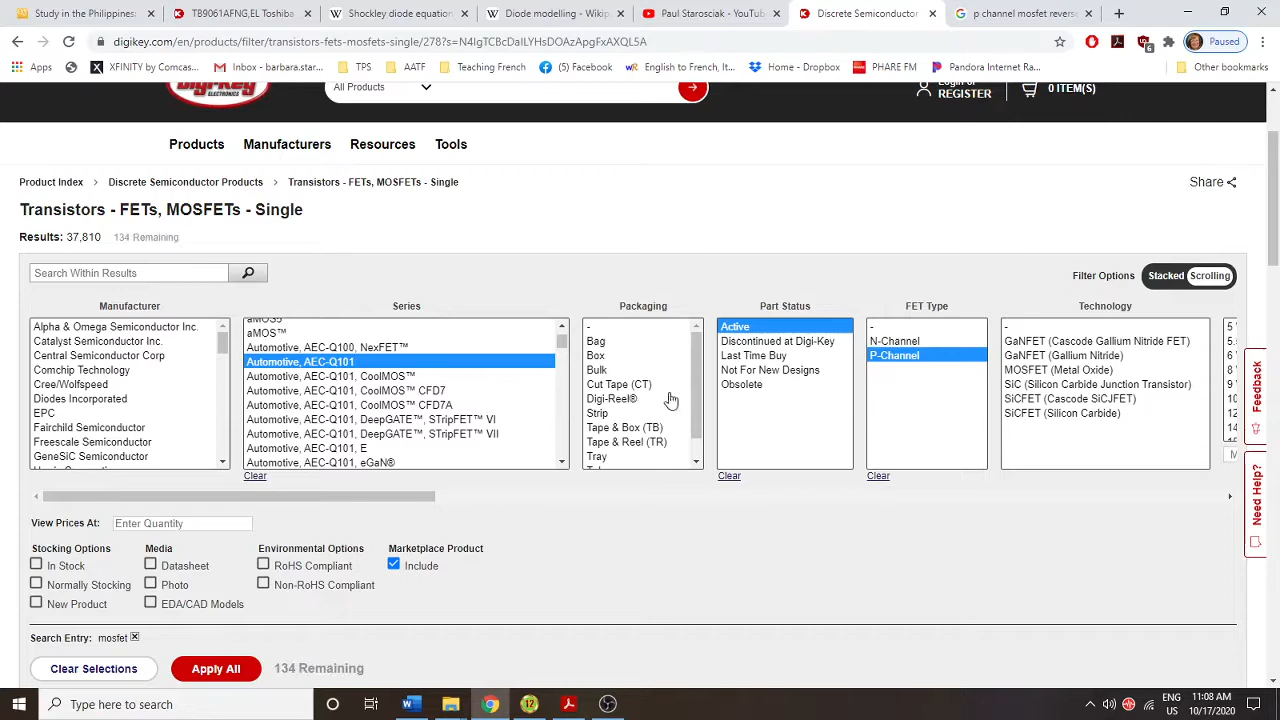 Study in the Philippines
TB9061AFNG,EL Toshiba
Shockley diode equation
Diode modelling - Wikip
Paul Starosciak - YouTub
Discrete Semiconductor
p channel mosfet reverse
digikey.com/en/products/filter/transistors-fets-mosfets-single/278?s=N4IgTCBcDaILYHsDOAzApgFxAXQL5A
Paused
Apps
XFINITY by Comcas...
Inbox - barbara.star...
TPS
AATF
Teaching French
(5) Facebook
English to French, It...
Home - Dropbox
PHARE FM
Pandora Internet Ra...
Other bookmarks
Digi-Key
ELECTRONICS
All Products
Login or
REGISTER
0 ITEM(S)
Products
Manufacturers
Resources
Tools
Product Index > Discrete Semiconductor Products > Transistors - FETs, MOSFETs - Single
Share
Transistors - FETs, MOSFETs - Single
Results: 37,810 134 Remaining
Search Within Results
Filter Options
Stacked
Scrolling
Manufacturer
Alpha & Omega Semiconductor Inc.
Catalyst Semiconductor Inc.
Central Semiconductor Corp
Comchip Technology
Cree/Wolfspeed
Diodes Incorporated
EPC
Fairchild Semiconductor
Freescale Semiconductor
GeneSiC Semiconductor
Series
aMOS5™
aMOS™
Automotive, AEC-Q100, NexFET™
Automotive, AEC-Q101
Automotive, AEC-Q101, CoolMOS™
Automotive, AEC-Q101, CoolMOS™ CFD7
Automotive, AEC-Q101, CoolMOS™ CFD7A
Automotive, AEC-Q101, DeepGATE™, STripFET™ VI
Automotive, AEC-Q101, DeepGATE™, STripFET™ VII
Automotive, AEC-Q101, E
Automotive, AEC-Q101, eGaN®
Clear
Packaging
-
Bag
Box
Bulk
Cut Tape (CT)
Digi-Reel®
Strip
Tape & Box (TB)
Tape & Reel (TR)
Tray
Part Status
Active
Discontinued at Digi-Key
Last Time Buy
Not For New Designs
Obsolete
Clear
FET Type
-
N-Channel
P-Channel
Clear
Technology
-
GaNFET (Cascode Gallium Nitride FET)
GaNFET (Gallium Nitride)
MOSFET (Metal Oxide)
SiC (Silicon Carbide Junction Transistor)
SiCFET (Cascode SiCJFET)
SiCFET (Silicon Carbide)
Feedback
Need Help?
View Prices At:
Enter Quantity
Stocking Options
In Stock
Normally Stocking
New Product
Media
Datasheet
Photo
EDA/CAD Models
Environmental Options
RoHS Compliant
Non-RoHS Compliant
Marketplace Product
Include
Search Entry: mosfet
Clear Selections
Apply All
134 Remaining
Type here to search
ENG
US
11:08 AM
10/17/2020